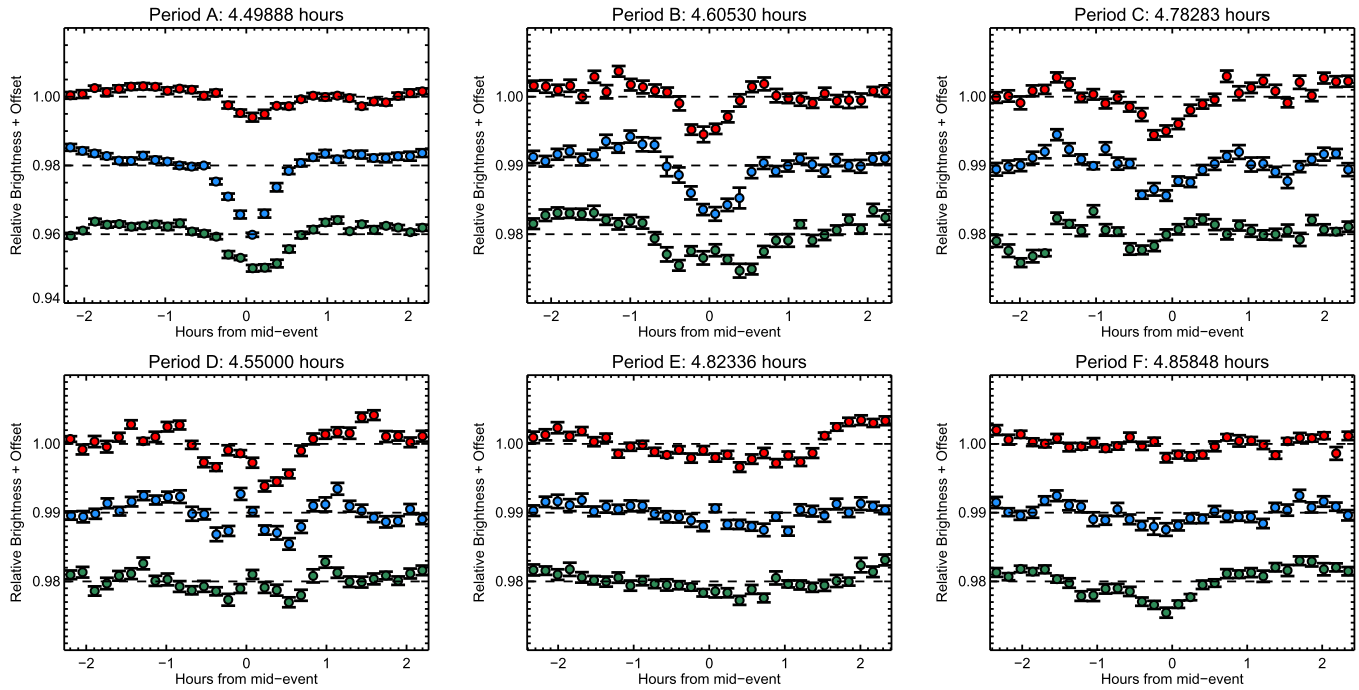 Period A: 4.49888 hours
Relative Brightness + Offset
1.00
0.98
0.96
0.94
−2 −1 0 1 2
Hours from mid−event
Period B: 4.60530 hours
Relative Brightness + Offset
1.00
0.99
0.98
−2 −1 0 1 2
Hours from mid−event
Period C: 4.78283 hours
Relative Brightness + Offset
1.00
0.99
0.98
−2 −1 0 1 2
Hours from mid−event
Period D: 4.55000 hours
Relative Brightness + Offset
1.00
0.99
0.98
−2 −1 0 1 2
Hours from mid−event
Period E: 4.82336 hours
Relative Brightness + Offset
1.00
0.99
0.98
−2 −1 0 1 2
Hours from mid−event
Period F: 4.85848 hours
Relative Brightness + Offset
1.00
0.99
0.98
−2 −1 0 1 2
Hours from mid−event